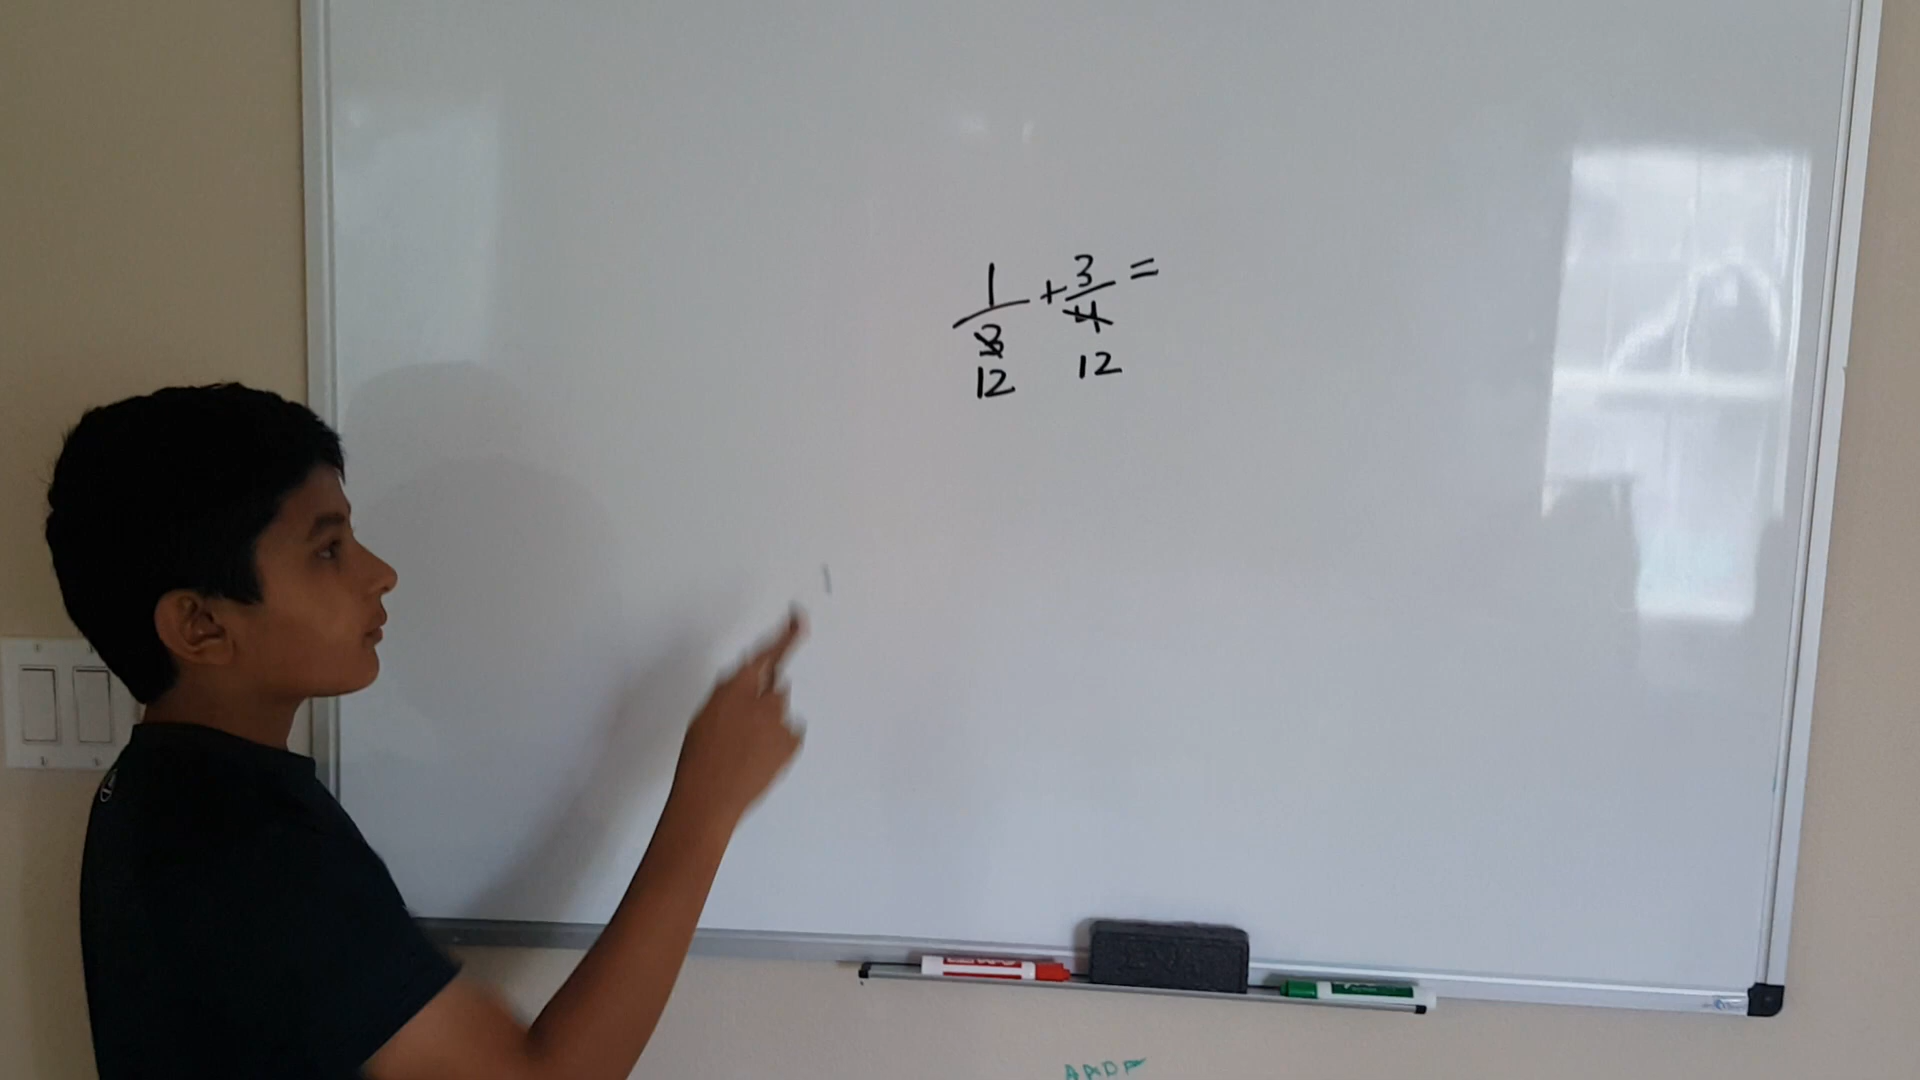 1/3 + 3/4 =
12 12